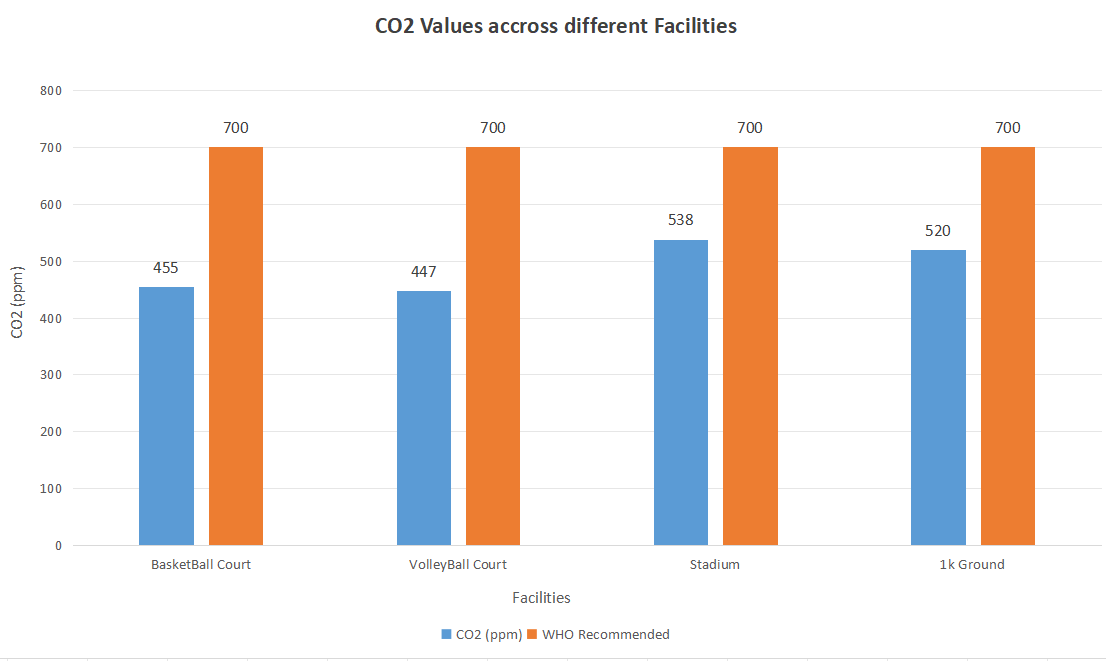 CO2 Values accross different Facilities
800
700
600
500
400
300
200
100
0
CO2 (ppm)
455
700
447
700
538
700
520
700
BasketBall Court
VolleyBall Court
Stadium
1k Ground
Facilities
CO2 (ppm)
WHO Recommended